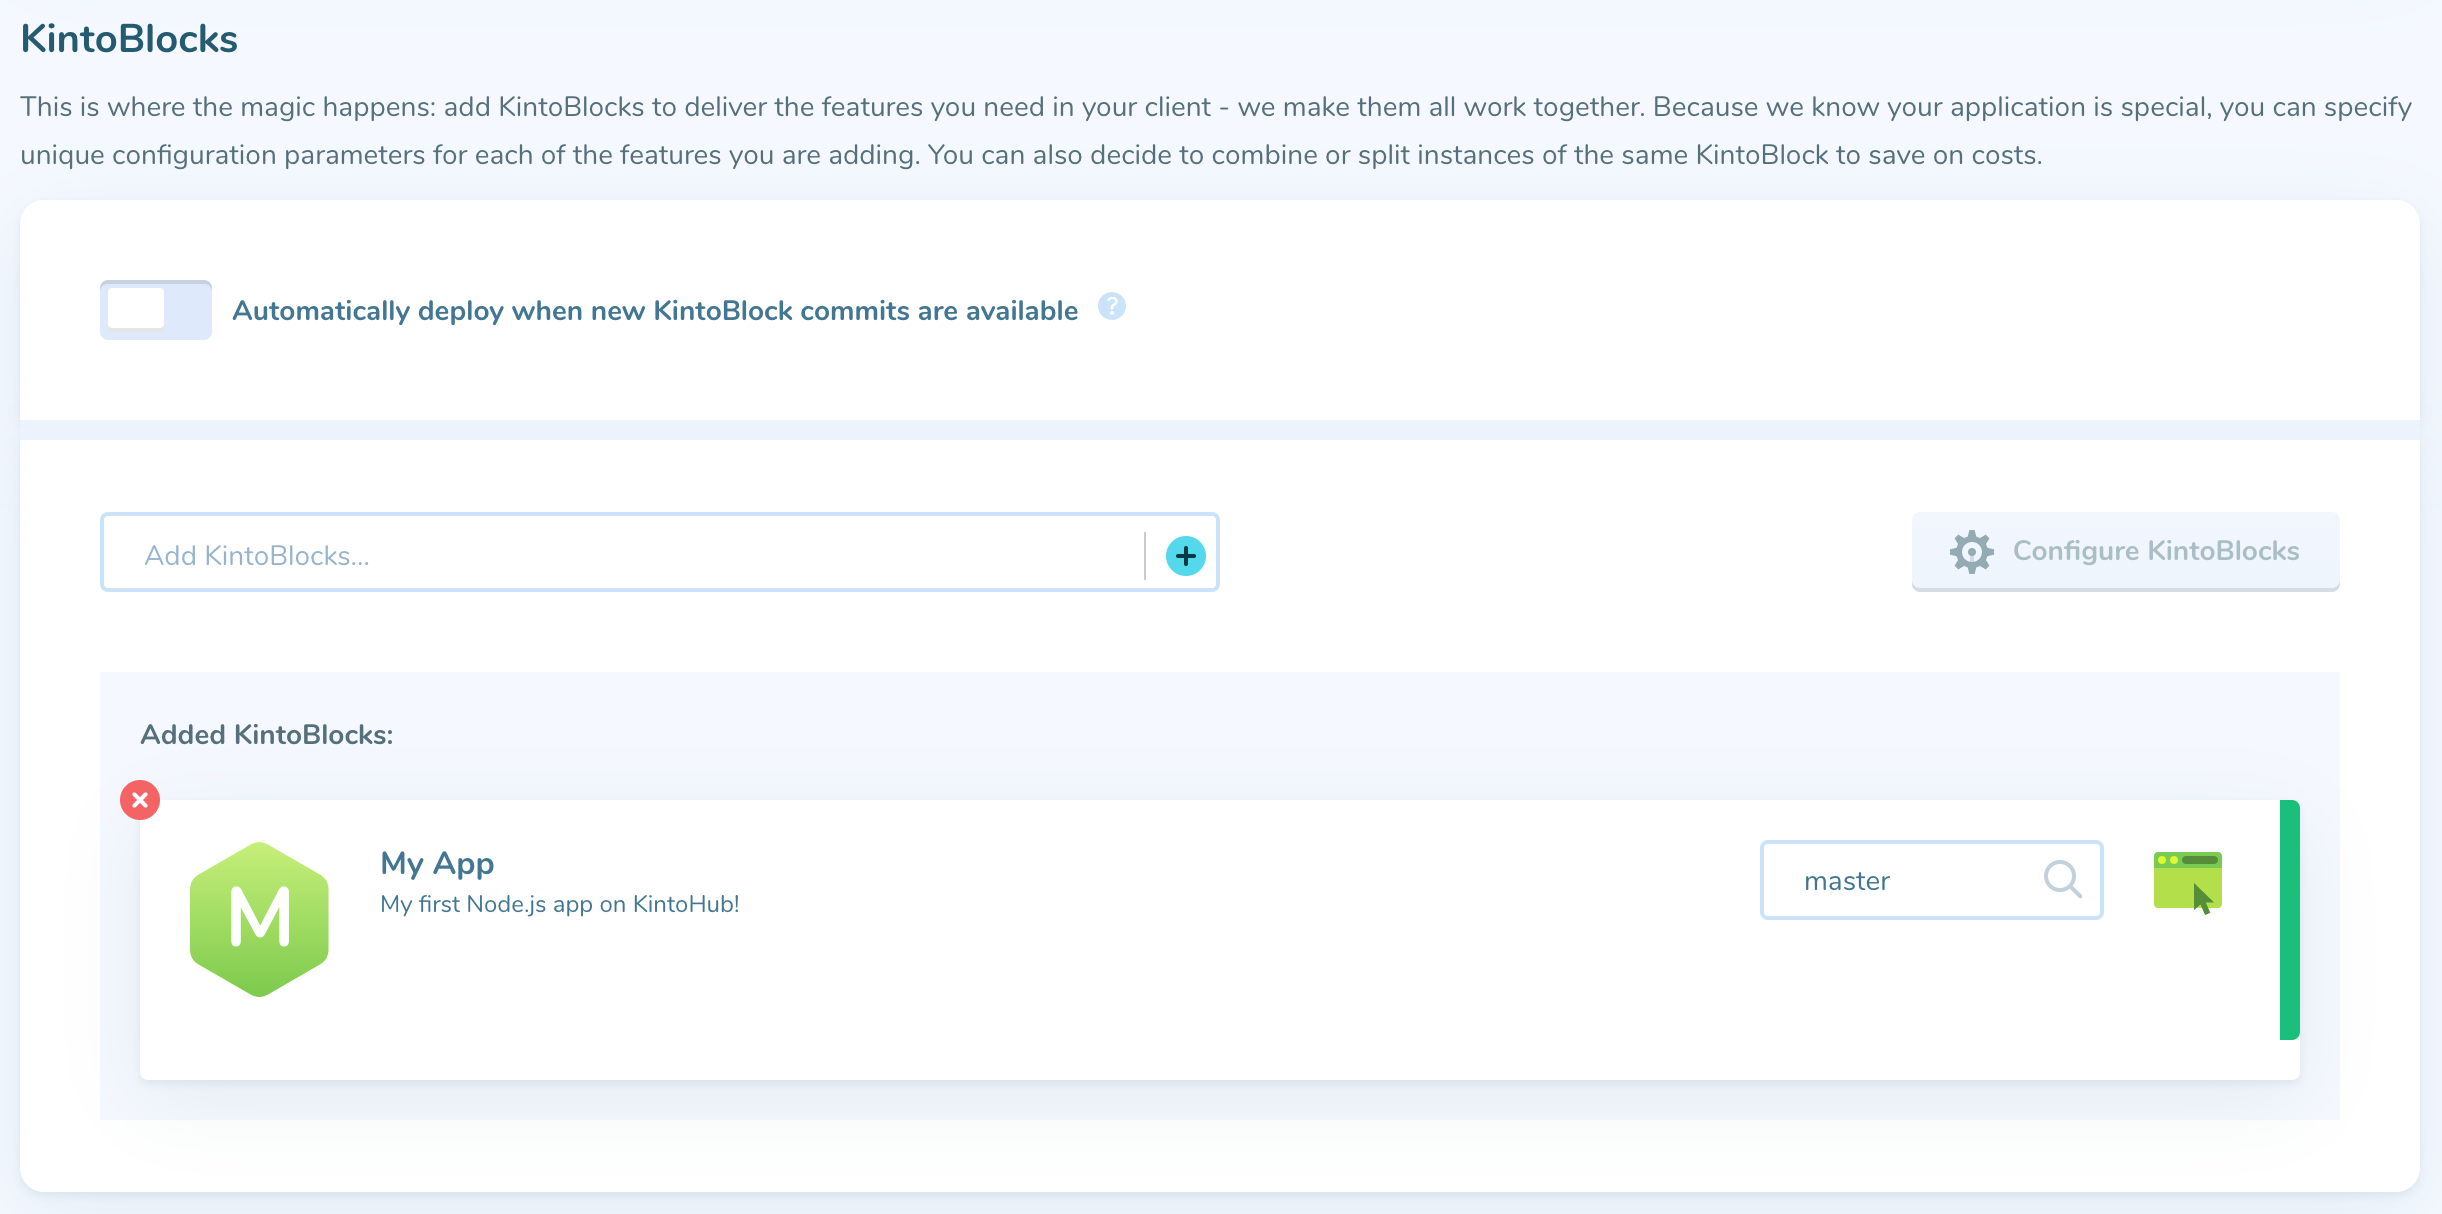 KintoBlocks
This is where the magic happens: add KintoBlocks to deliver the features you need in your client - we make them all work together. Because we know your application is special, you can specify
unique configuration parameters for each of the features you are adding. You can also decide to combine or split instances of the same KintoBlock to save on costs.
Automatically deploy when new KintoBlock commits are available ?
Add KintoBlocks...
Configure KintoBlocks
Added KintoBlocks:
M
My App
My first Node.js app on KintoHub!
master